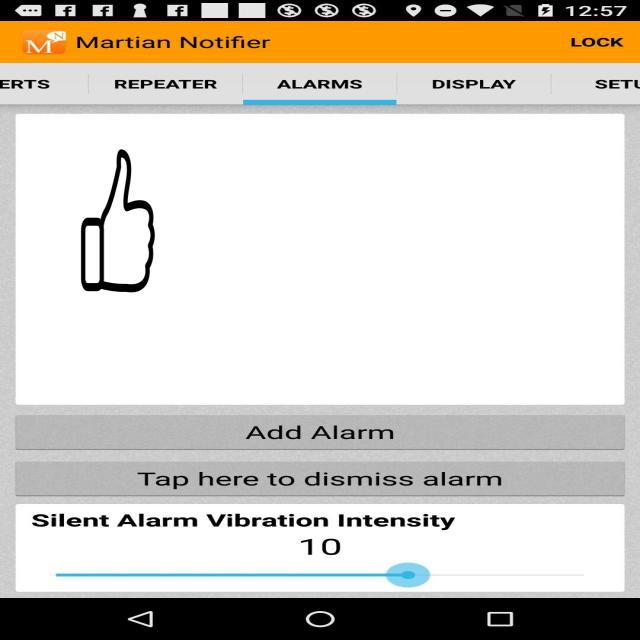 12:57
Martian Notifier
LOCK
ERTS
REPEATER
ALARMS
DISPLAY
SETU
Add Alarm
Tap here to dismiss alarm
Silent Alarm Vibration Intensity
10